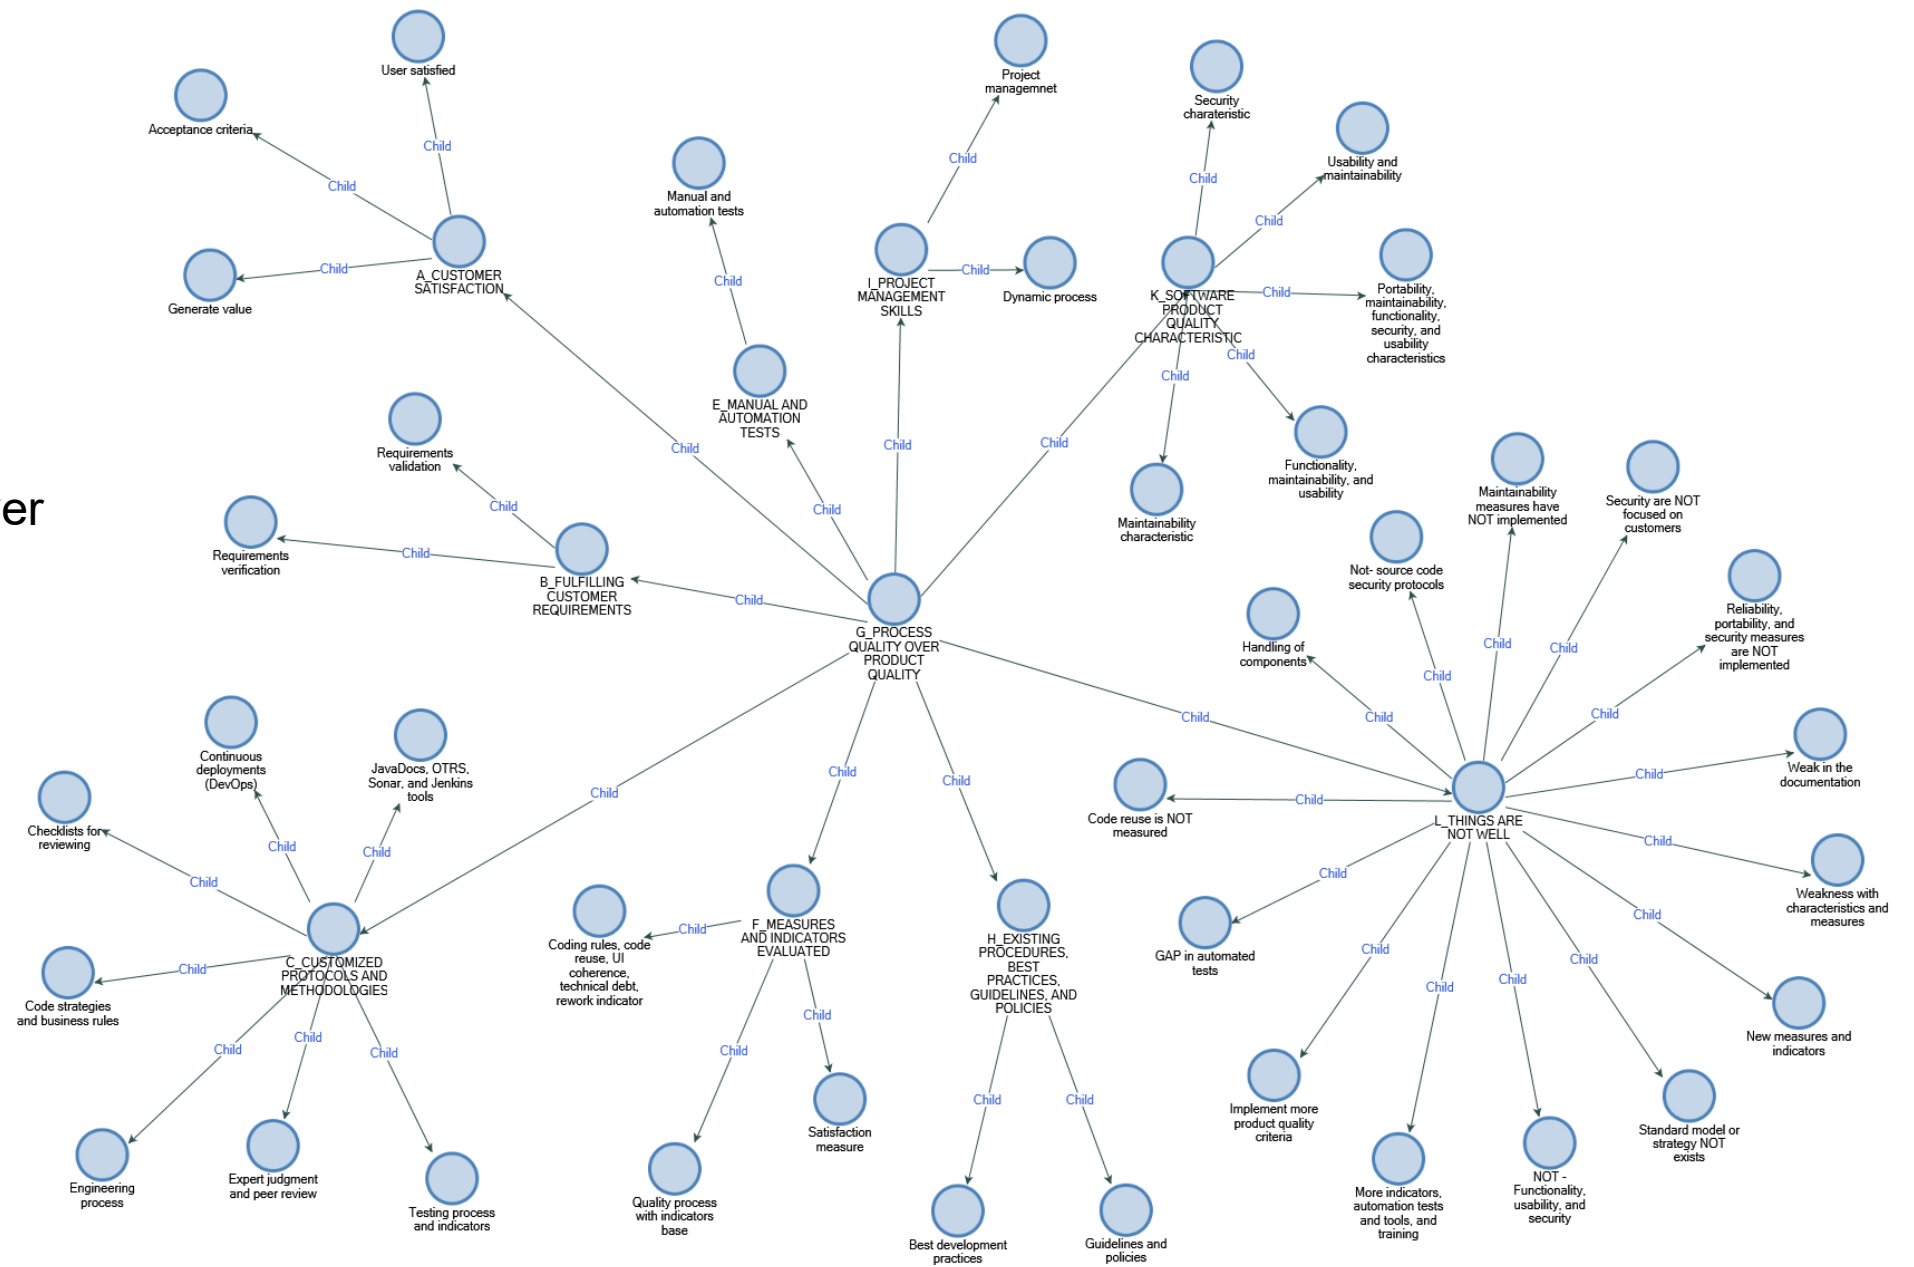 User satisfied
Acceptance criteria
Child
Child
Child
Generate value
A_CUSTOMER
SATISFACTION
Project
managemnet
Child
Manual and
automation tests
Child
I_PROJECT
MANAGEMENT
SKILLS
Child
Dynamic process
E_MANUAL AND
AUTOMATION
TESTS
Security
charateristic
Usability and
maintainability
Child
Child
Child
K_SOFTWARE
PRODUCT
QUALITY
CHARACTERISTIC
Portability,
maintainability,
functionality,
security, and
usability
characteristics
Child
Child
Functionality,
maintainability, and
usability
Maintainability
characteristic
Child
Child
Child
Child
Requirements
validation
Child
Requirements
verification
Child
B_FULFILLING
CUSTOMER
REQUIREMENTS
Child
er
G_PROCESS
QUALITY OVER
PRODUCT
QUALITY
Child
Child
Child
Child
Maintainability
measures have
NOT implemented
Security are NOT
focused on
customers
Not- source code
security protocols
Reliability,
portability, and
security measures
are NOT
implemented
Handling of
components
Child
Child
Child
Child
Child
Weak in the
documentation
Child
Code reuse is NOT
measured
Child
L_THINGS ARE
NOT WELL
Child
Weakness with
characteristics and
measures
Child
GAP in automated
tests
Child
New measures and
indicators
Child
Child
Child
Child
Implement more
product quality
criteria
More indicators,
automation tests
and tools, and
training
NOT -
Functionality,
usability, and
security
Standard model or
strategy NOT
exists
Continuous
deployments
(DevOps)
JavaDocs, OTRS,
Sonar, and Jenkins
tools
Checklists for
reviewing
Child
Child
Child
C_CUSTOMIZED
PROTOCOLS AND
METHODOLOGIES
Child
Code strategies
and business rules
Child
Child
Child
Engineering
process
Expert judgment
and peer review
Testing process
and indicators
F_MEASURES
AND INDICATORS
EVALUATED
Child
Coding rules, code
reuse, UI
coherence,
technical debt,
rework indicator
Child
Child
Satisfaction
measure
Quality process
with indicators
base
H_EXISTING
PROCEDURES,
BEST
PRACTICES,
GUIDELINES, AND
POLICIES
Child
Child
Best development
practices
Guidelines and
policies